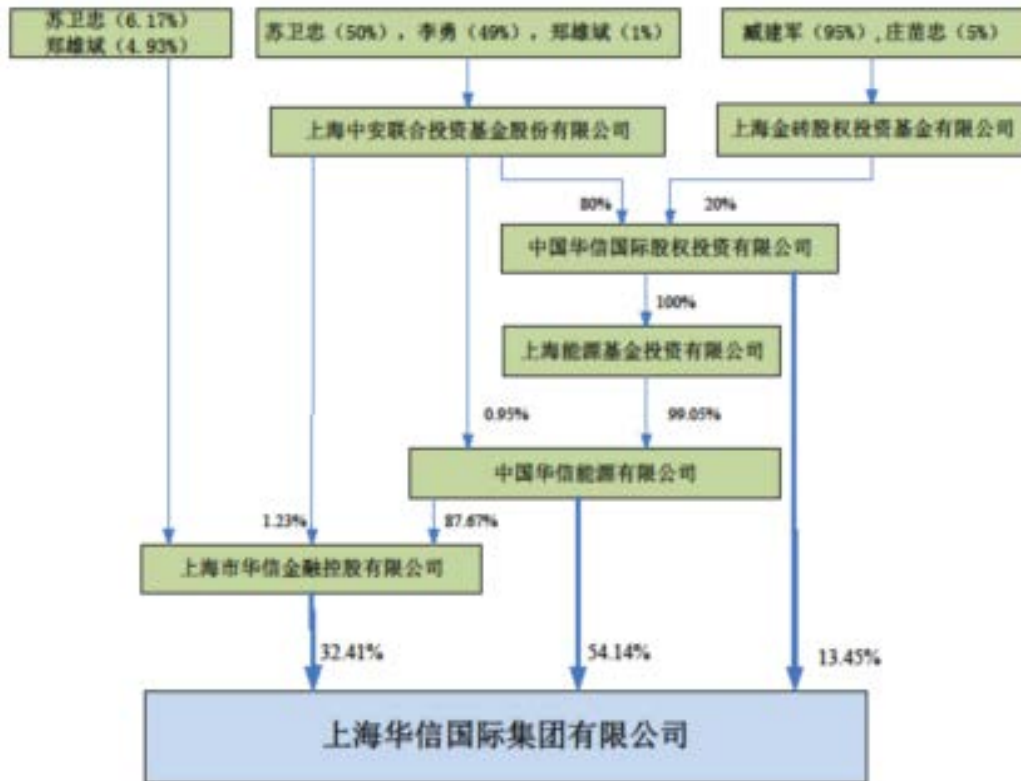 苏卫忠（6.17%）
郑雄斌（4.93%）
苏卫忠（50%），李勇（49%），郑雄斌（1%）
臧建军（95%）,庄苗忠（5%）
上海中安联合投资基金股份有限公司
上海金砖股权投资基金有限公司
80%
20%
中国华信国际股权投资有限公司
100%
上海能源基金投资有限公司
0.95%
99.05%
中国华信能源有限公司
1.23%
87.67%
上海市华信金融控股有限公司
32.41%
54.14%
13.45%
上海华信国际集团有限公司